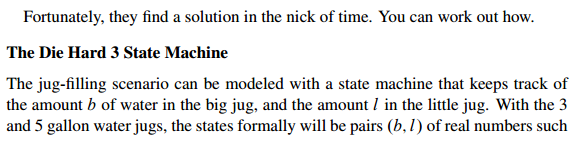 Fortunately, they find a solution in the nick of time. You can work out how.
The Die Hard 3 State Machine
The jug-filling scenario can be modeled with a state machine that keeps track of
the amount b of water in the big jug, and the amount l in the little jug. With the 3
and 5 gallon water jugs, the states formally will be pairs (b, l) of real numbers such